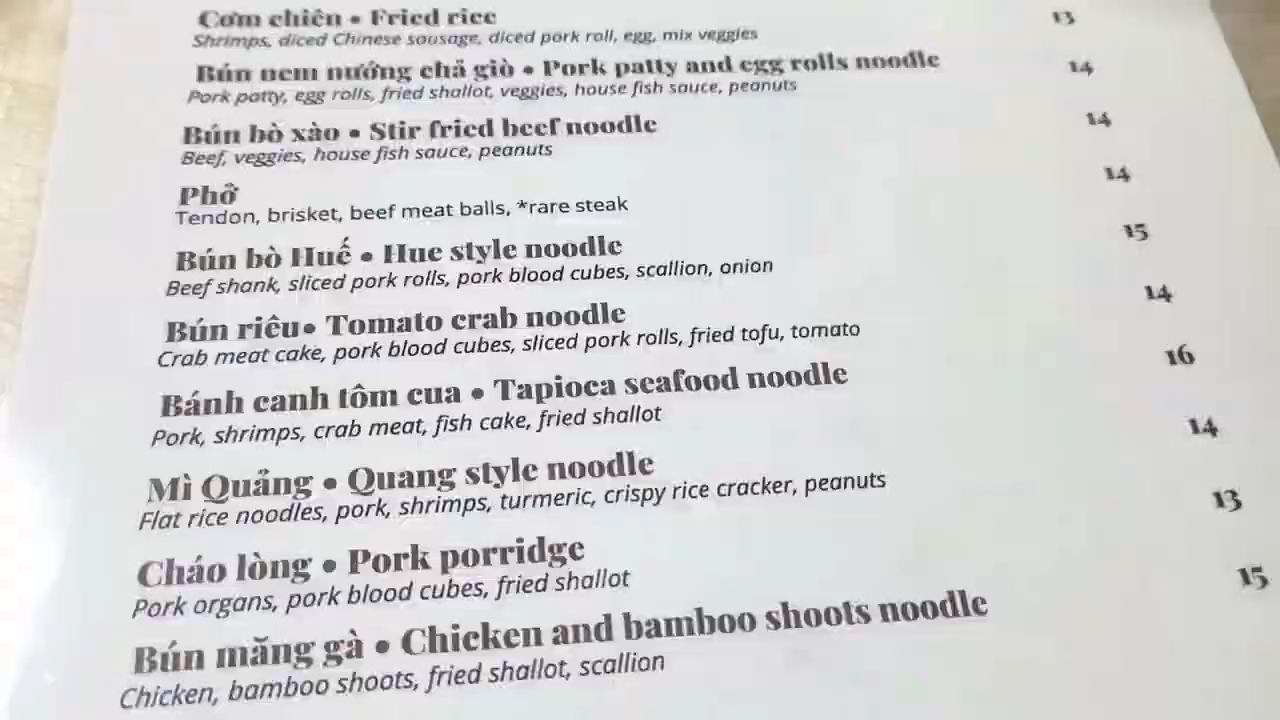 Cơm chiên • Fried rice 13
Shrimps, diced Chinese sausage, diced pork roll, egg, mix veggies
Bún nem nướng chả giò • Pork patty and egg rolls noodle 14
Pork patty, egg rolls, fried shallot, veggies, house fish sauce, peanuts
Bún bò xào • Stir fried beef noodle 14
Beef, veggies, house fish sauce, peanuts
Phở 14
Tendon, brisket, beef meat balls, *rare steak
Bún bò Huế • Hue style noodle 15
Beef shank, sliced pork rolls, pork blood cubes, scallion, onion
Bún riêu• Tomato crab noodle 14
Crab meat cake, pork blood cubes, sliced pork rolls, fried tofu, tomato
Bánh canh tôm cua • Tapioca seafood noodle 16
Pork, shrimps, crab meat, fish cake, fried shallot
Mì Quảng • Quang style noodle 14
Flat rice noodles, pork, shrimps, turmeric, crispy rice cracker, peanuts
Cháo lòng • Pork porridge 13
Pork organs, pork blood cubes, fried shallot
Bún măng gà • Chicken and bamboo shoots noodle 15
Chicken, bamboo shoots, fried shallot, scallion